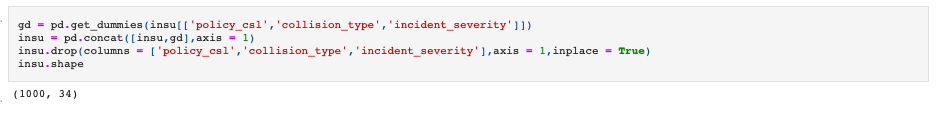 gd = pd.get_dummies(insu[['policy_csl','collision_type','incident_severity']])
insu = pd.concat([insu,gd],axis = 1)
insu.drop(columns = ['policy_csl','collision_type','incident_severity'],axis = 1,inplace = True)
insu.shape
(1000, 34)